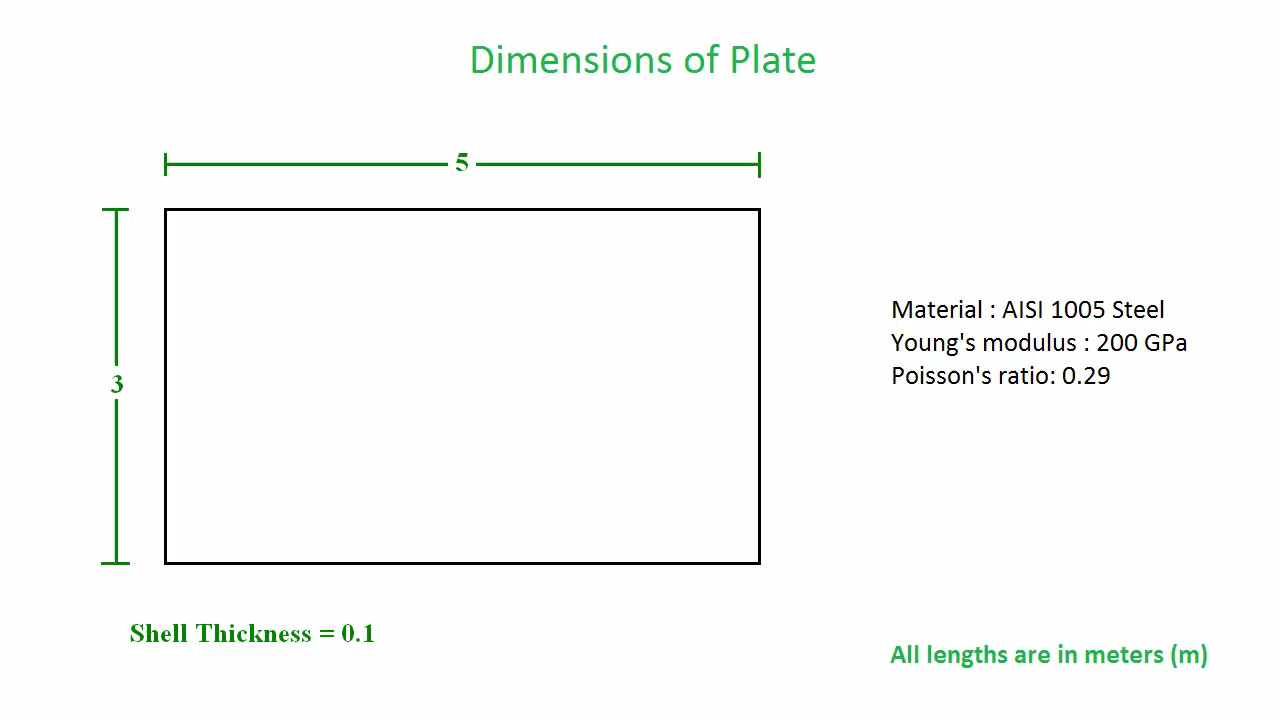 Dimensions of Plate
5
3
Material : AISI 1005 Steel
Young's modulus : 200 GPa
Poisson's ratio: 0.29
Shell Thickness = 0.1
All lengths are in meters (m)